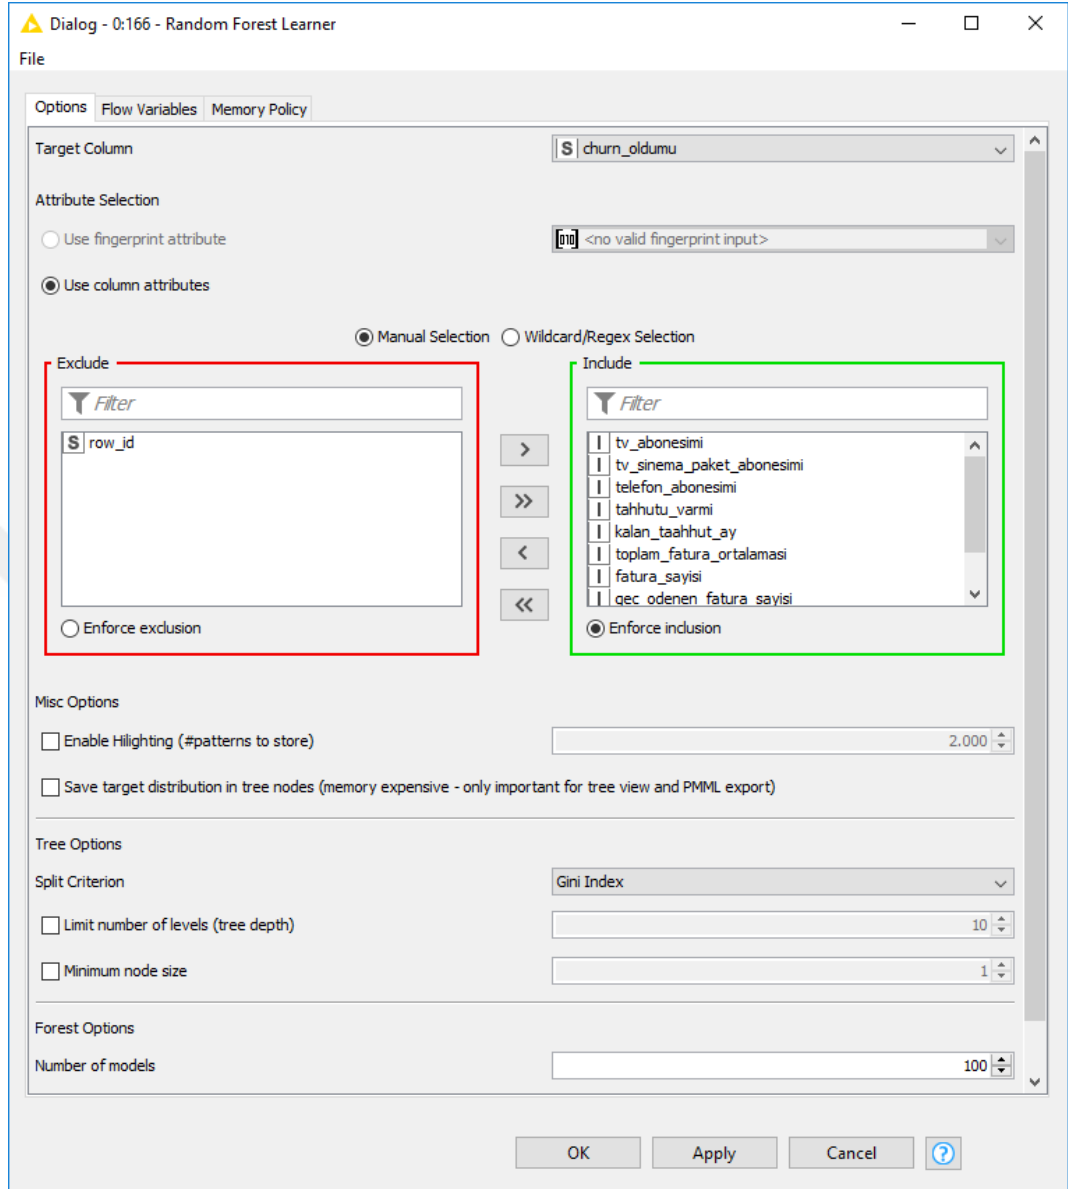 Dialog - 0:166 - Random Forest Learner
File
Options Flow Variables Memory Policy
Target Column S churn_oldumu
Attribute Selection
Use fingerprint attribute <no valid fingerprint input>
Use column attributes
Manual Selection Wildcard/Regex Selection
Exclude
Filter
S row_id
Enforce exclusion
>
>>
<
<<
Include
Filter
I tv_abonesimi
I tv_sinema_paket_abonesimi
I telefon_abonesimi
I tahhutu_varmi
I kalan_taahhut_ay
I toplam_fatura_ortalamasi
I fatura_sayisi
I gec_odenen_fatura_sayisi
Enforce inclusion
Misc Options
Enable Hilighting (#patterns to store) 2.000
Save target distribution in tree nodes (memory expensive - only important for tree view and PMML export)
Tree Options
Split Criterion Gini Index
Limit number of levels (tree depth) 10
Minimum node size 1
Forest Options
Number of models 100
OK Apply Cancel ?